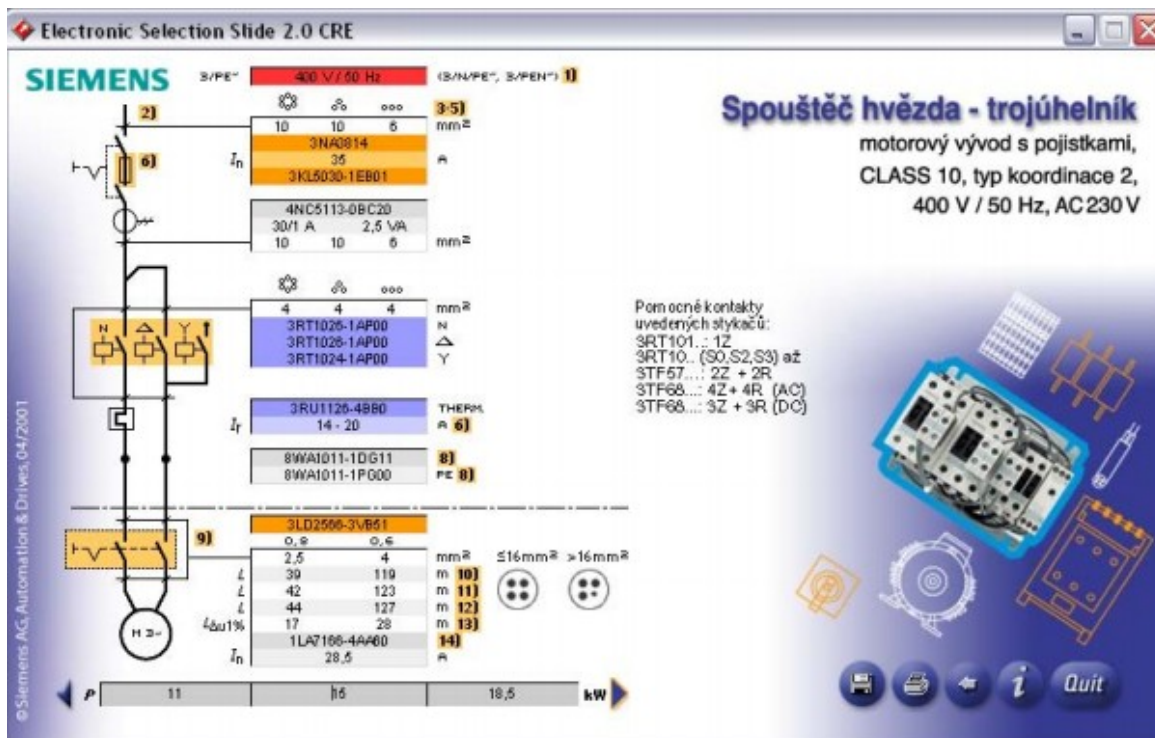 Electronic Selection Slide 2.0 CRE
SIEMENS
3/PE~ 400 V / 50 Hz (3/N/PE~, 3/PEN~) 1)
2) 3-5)
10 10 6 mm²
3NA3814
6) In 35 A
3KL5030-1EB01
4NC5113-0BC20
30/1 A 2,5 VA
10 10 6 mm²
4 4 4 mm²
N Δ Y
3RT1026-1AP00 N
3RT1026-1AP00 Δ
3RT1024-1AP00 Y
3RU1126-4BB0 THERM.
Ir 14 - 20 A 6)
8WA1011-1DG11 8)
8WA1011-1PG00 PE 8)
9) 3LD2566-3VB51
0,8 0,6
2,5 4 mm² ≤16mm² >16mm²
L 39 119 m 10)
L 42 123 m 11)
L 44 127 m 12)
LΔu1% 17 28 m 13)
M 3~ 1LA7166-4AA60 14)
In 28,5 A
P 11 15 18,5 kW
Spouštěč hvězda - trojúhelník
motorový vývod s pojistkami,
CLASS 10, typ koordinace 2,
400 V / 50 Hz, AC 230 V
Pomocné kontakty
uvedených stykačů:
3RT101..: 1Z
3RT10.. (S0,S2,S3) až
3TF57...: 2Z + 2R
3TF68...: 4Z+ 4R (AC)
3TF68...: 3Z + 3R (DC)
i Quit
©Siemens AG, Automation & Drives, 04/2001